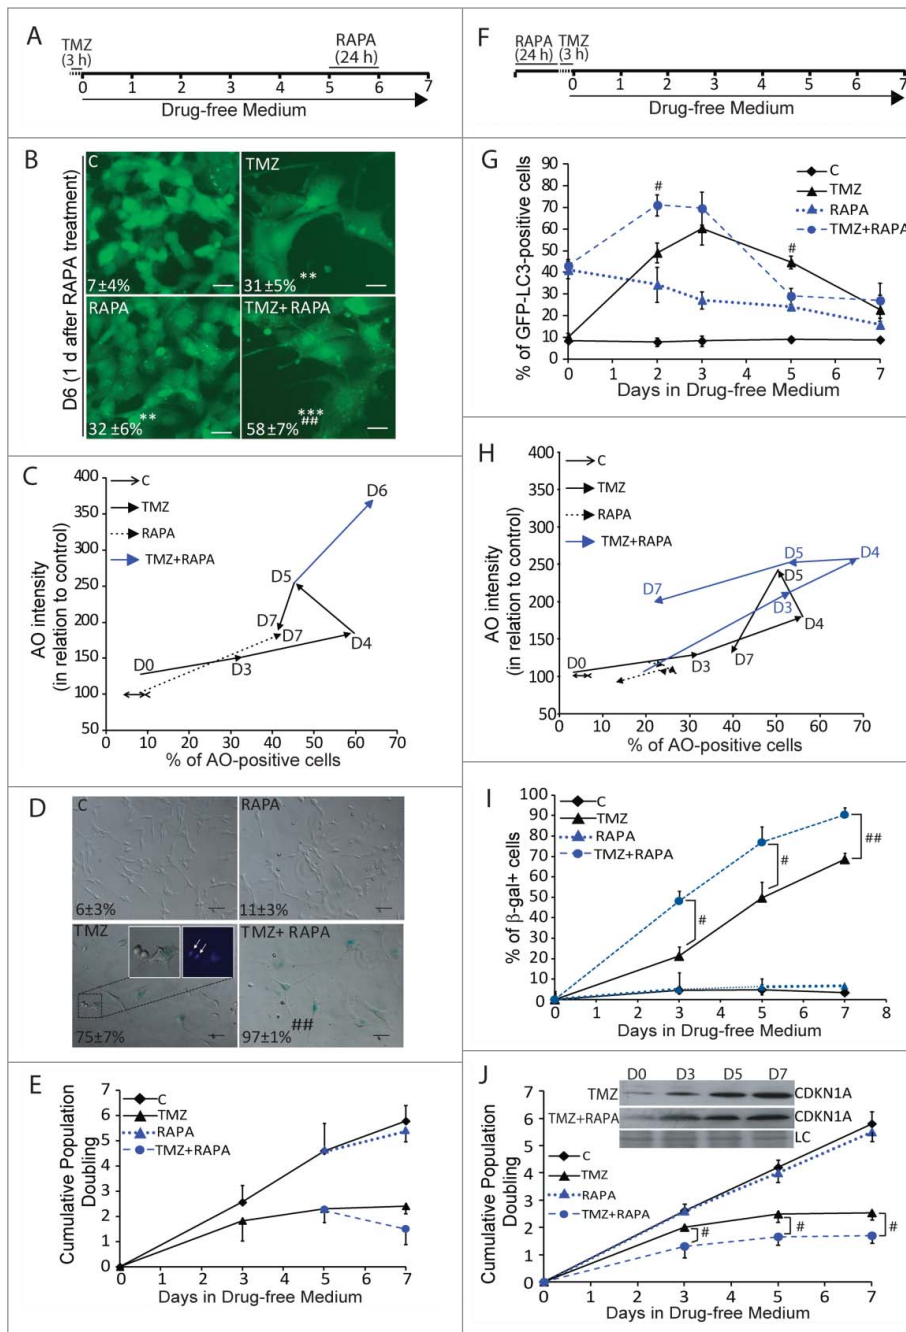 A
TMZ
(3 h)
RAPA
(24 h)
0 1 2 3 4 5 6 7
Drug-free Medium
B
D6 (1 d after RAPA treatment)
C
7±4%
TMZ
31±5% **
RAPA
**
32±6%
TMZ+ RAPA
***
##
58±7%
C
AO intensity
(in relation to control)
400
350
300
250
200
150
100
50
C
TMZ
RAPA
TMZ+RAPA
D6
D5
D7
D7
D4
D0
D3
0 10 20 30 40 50 60 70
% of AO-positive cells
D
C
6±3%
RAPA
11±3%
TMZ
75±7%
TMZ+ RAPA
##
97±1%
E
Cumulative Population
Doubling
7
6
5
4
3
2
1
0
C
TMZ
RAPA
TMZ+RAPA
0 1 2 3 4 5 6 7
Days in Drug-free Medium
F
RAPA
(24 h)
TMZ
(3 h)
0 1 2 3 4 5 6 7
Drug-free Medium
G
% of GFP-LC3-positive cells
90
80
70
60
50
40
30
20
10
0
#
#
C
TMZ
RAPA
TMZ+RAPA
0 1 2 3 4 5 6 7
Days in Drug-free Medium
H
AO intensity
(in relation to control)
400
350
300
250
200
150
100
50
C
TMZ
RAPA
TMZ+RAPA
D5
D4
D5
D7
D3
D4
D0
D3
D7
0 10 20 30 40 50 60 70
% of AO-positive cells
I
% of β-gal+ cells
100
90
80
70
60
50
40
30
20
10
0
C
TMZ
RAPA
TMZ+RAPA
#
#
##
0 1 2 3 4 5 6 7 8
Days in Drug-free Medium
J
D0 D3 D5 D7
TMZ CDKN1A
TMZ+RAPA CDKN1A
LC
Cumulative Population
Doubling
7
6
5
4
3
2
1
0
C
TMZ
RAPA
TMZ+RAPA
#
#
#
0 1 2 3 4 5 6 7
Days in Drug-free Medium